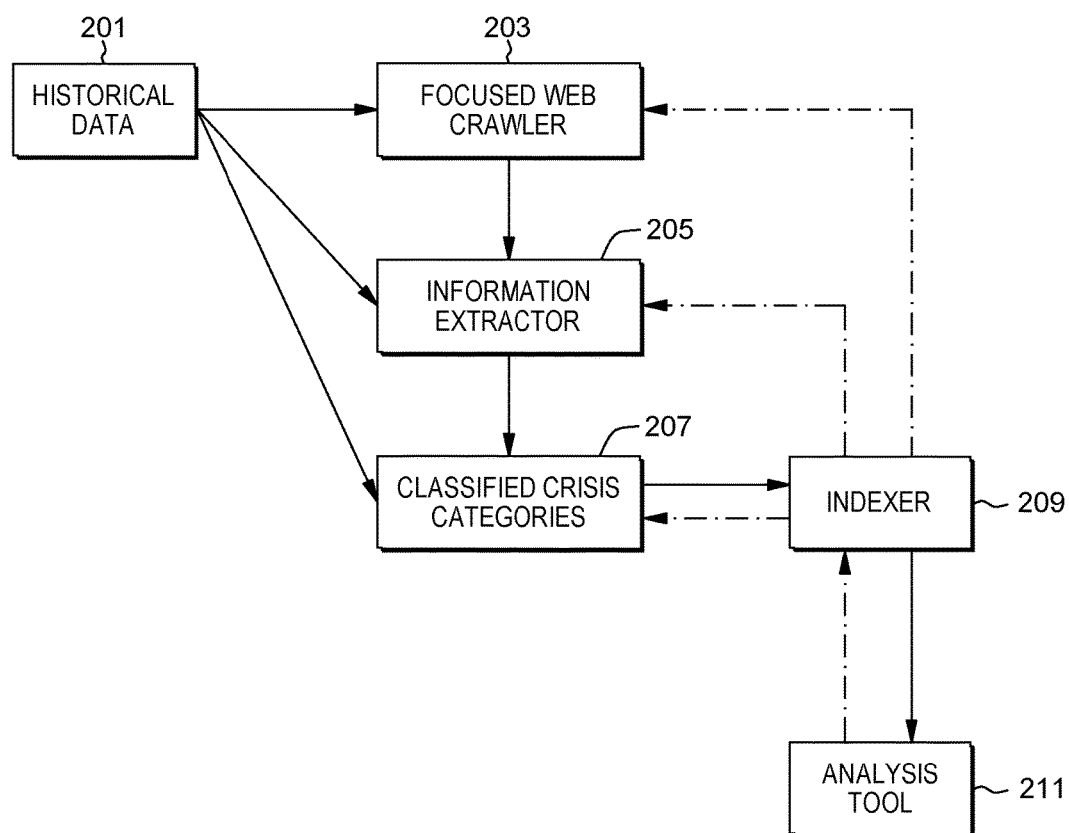 201
203
HISTORICAL
DATA
FOCUSED WEB
CRAWLER
205
INFORMATION
EXTRACTOR
207
CLASSIFIED CRISIS
CATEGORIES
INDEXER
209
ANALYSIS
TOOL
211